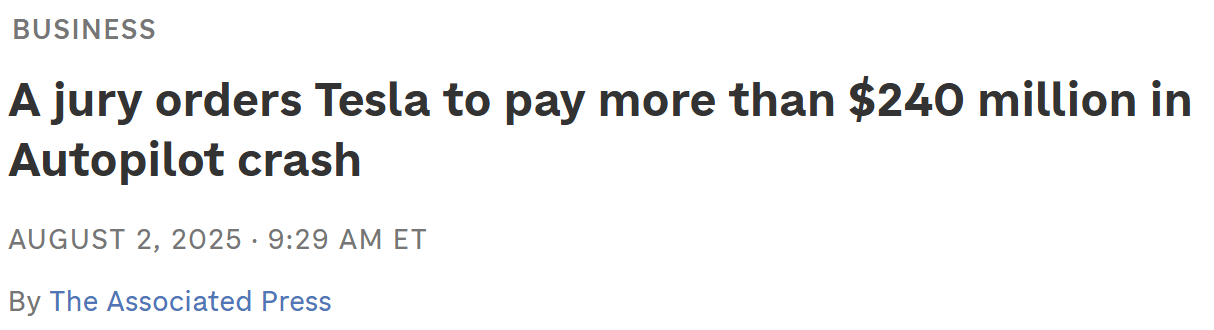 BUSINESS
A jury orders Tesla to pay more than $240 million in
Autopilot crash
AUGUST 2, 2025 · 9:29 AM ET
By The Associated Press